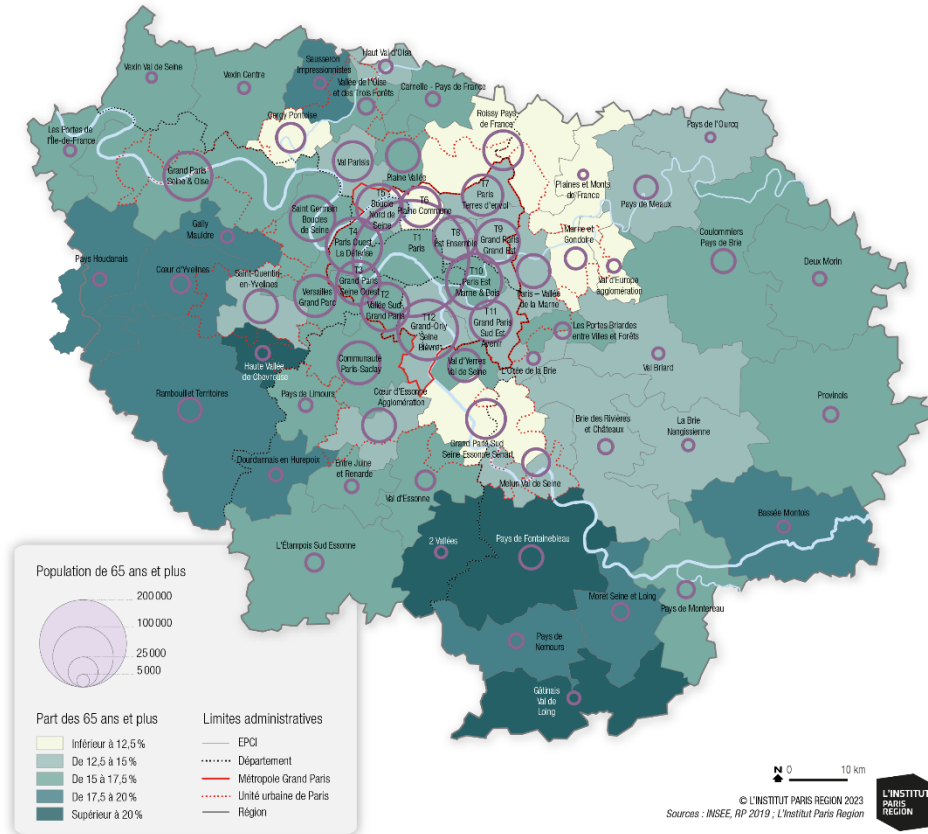 Vexin Val de Seine
Vexin Centre
Sausseron
Impressionnistes
Haut Val d'Oise
Vallée de l'Oise
et des Trois Forêts
Carnelle - Pays de France
Les Portes de
l'Île-de-France
Cergy Pontoise
Roissy Pays
de France
Pays de l'Ourcq
Grand Paris
Seine & Oise
Val Parisis
Plaine Vallée
Plaines et Monts
de France
Pays de Meaux
T7
Paris
Terres d'envol
T5
Boucle
Nord de
Seine
T6
Plaine Commune
Saint Germain
Boucles
de Seine
T4
Paris Ouest
La Défense
T1
Paris
T8
Est Ensemble
T9
Grand Paris
Grand Est
Marne et
Gondoire
Coulommiers
Pays de Brie
Gally
Mauldre
Val d'Europe
agglomération
Deux Morin
Pays Houdanais
Cœur d'Yvelines
Saint-Quentin-
en-Yvelines
Versailles
Grand Parc
T3
Grand Paris
Seine Ouest
T2
Vallée Sud
Grand Paris
T10
Paris Est
Marne & Bois
Paris – Vallée
de la Marne
T12
Grand-Orly
Seine
Bièvre
T11
Grand Paris
Sud Est
Avenir
Les Portes Briardes
entre Villes et Forêts
Haute Vallée
de Chevreuse
Communauté
Paris-Saclay
Val d'Yerres
Val de Seine
L'Orée de la Brie
Val Briard
Rambouillet Territoires
Pays de Limours
Cœur d'Essonne
Agglomération
Provinois
Grand Paris Sud
Seine Essonne Sénart
Brie des Rivières
et Châteaux
La Brie
Nangissienne
Dourdannais en Hurepoix
Entre Juine
et Renarde
Val d'Essonne
Melun Val de Seine
Bassée Montois
L'Étampois Sud Essonne
2 Vallées
Pays de Fontainebleau
Moret Seine et Loing
Pays de Montereau
Pays de
Nemours
Gâtinais
Val de
Loing
Population de 65 ans et plus
200 000
100 000
25 000
5 000
Part des 65 ans et plus
Inférieur à 12,5 %
De 12,5 à 15 %
De 15 à 17,5 %
De 17,5 à 20 %
Supérieur à 20 %
Limites administratives
EPCI
Département
Métropole Grand Paris
Unité urbaine de Paris
Région
N 0 10 km
© L'INSTITUT PARIS REGION 2023
Sources : INSEE, RP 2019 ; L'Institut Paris Region
L'INSTITUT
PARIS
REGION